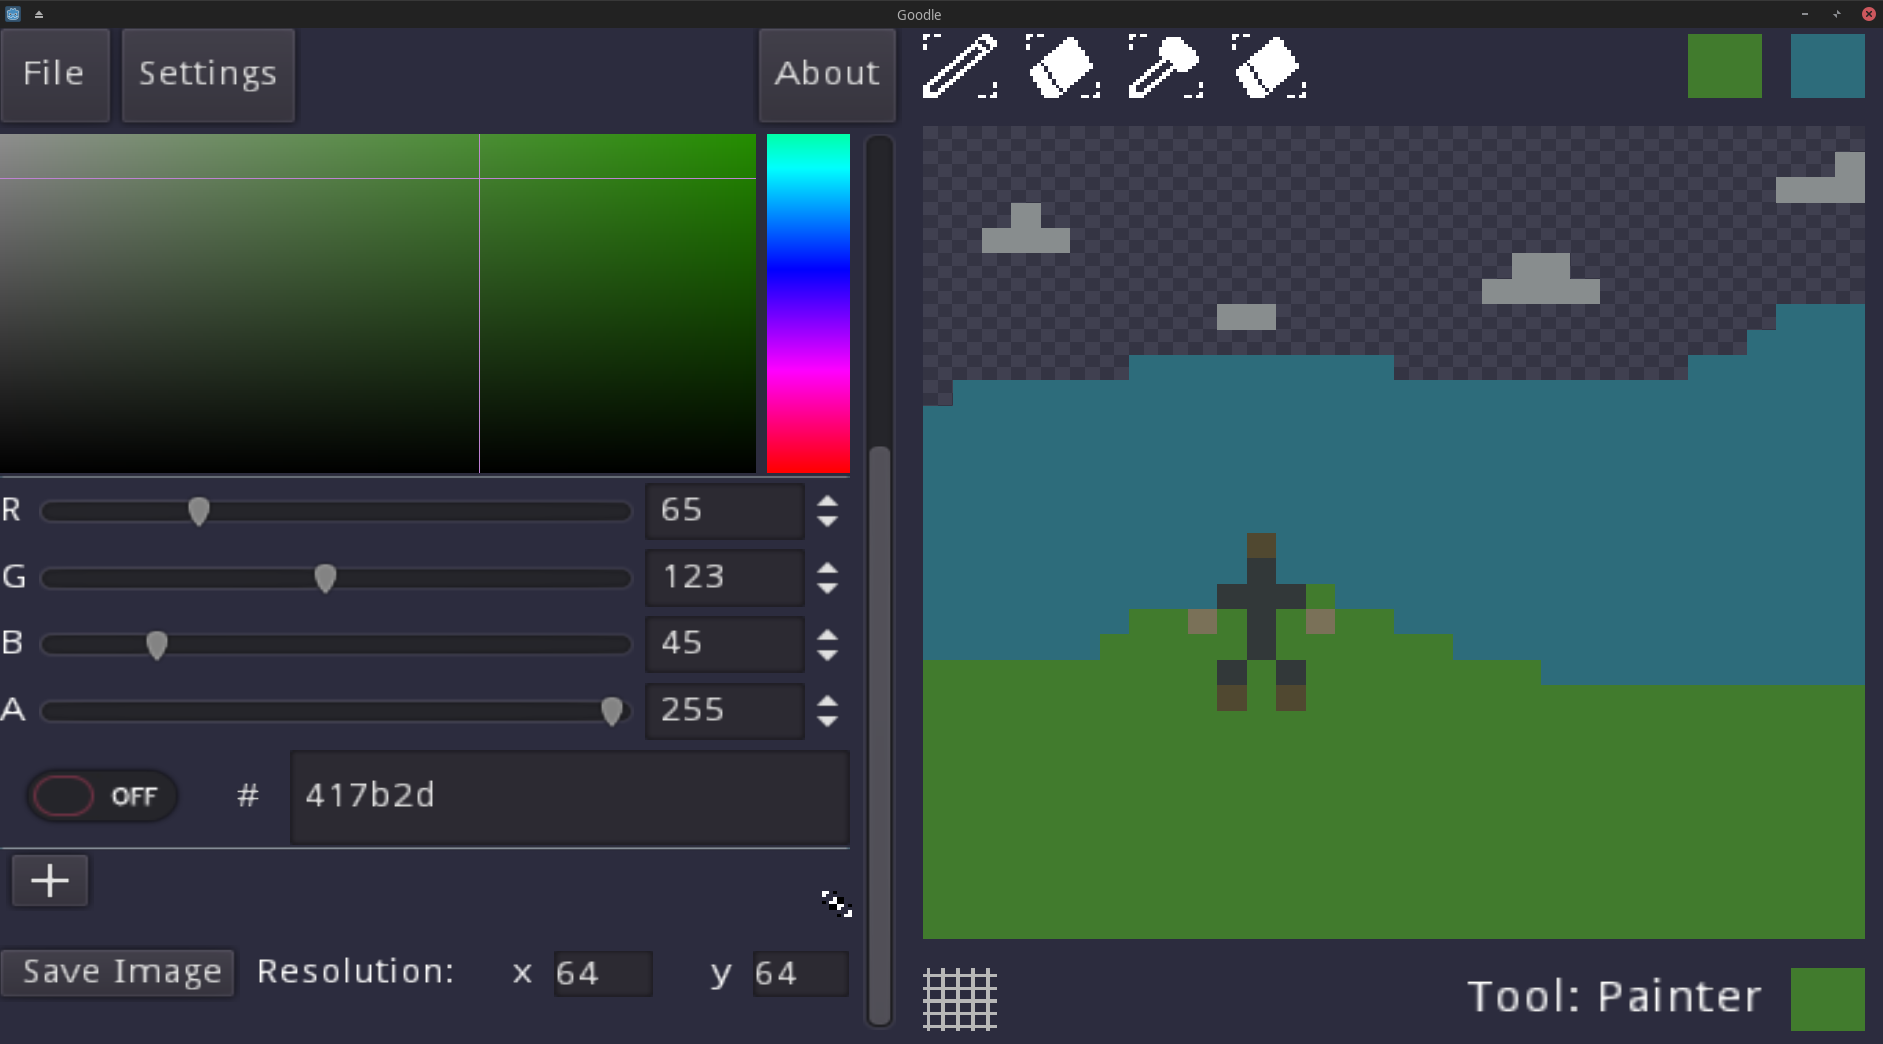 Goodle
File Settings About
R 65
G 123
B 45
A 255
OFF # 417b2d
Save Image Resolution: x 64 y 64
Tool: Painter